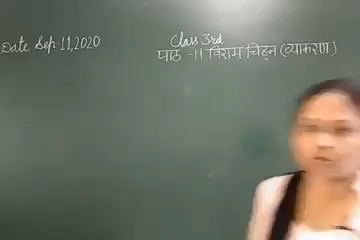 Date Sep.11,2020
Class 3rd
पाठ -11 विराम चिह्न (व्याकरण)